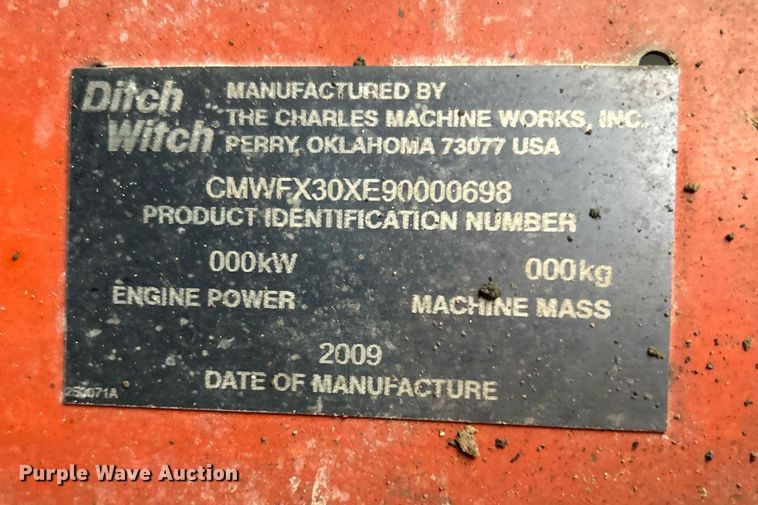 Ditch Witch
MANUFACTURED BY
THE CHARLES MACHINE WORKS, INC.
PERRY, OKLAHOMA 73077 USA
CMWFX30XE90000698
PRODUCT IDENTIFICATION NUMBER
000kW
ENGINE POWER
000kg
MACHINE MASS
2009
DATE OF MANUFACTURE
Purple Wave Auction